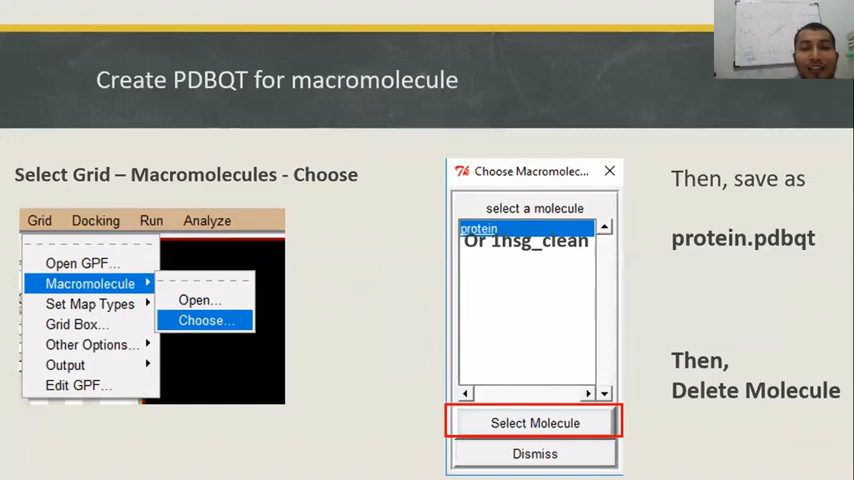 Create PDBQT for macromolecule
Select Grid – Macromolecules - Choose
Grid Docking Run Analyze
Open GPF...
Macromolecule
Set Map Types
Grid Box...
Other Options...
Output
Edit GPF...
Open...
Choose...
Choose Macromolec...
select a molecule
protein
Or 1hsg_clean
Select Molecule
Dismiss
Then, save as
protein.pdbqt
Then,
Delete Molecule